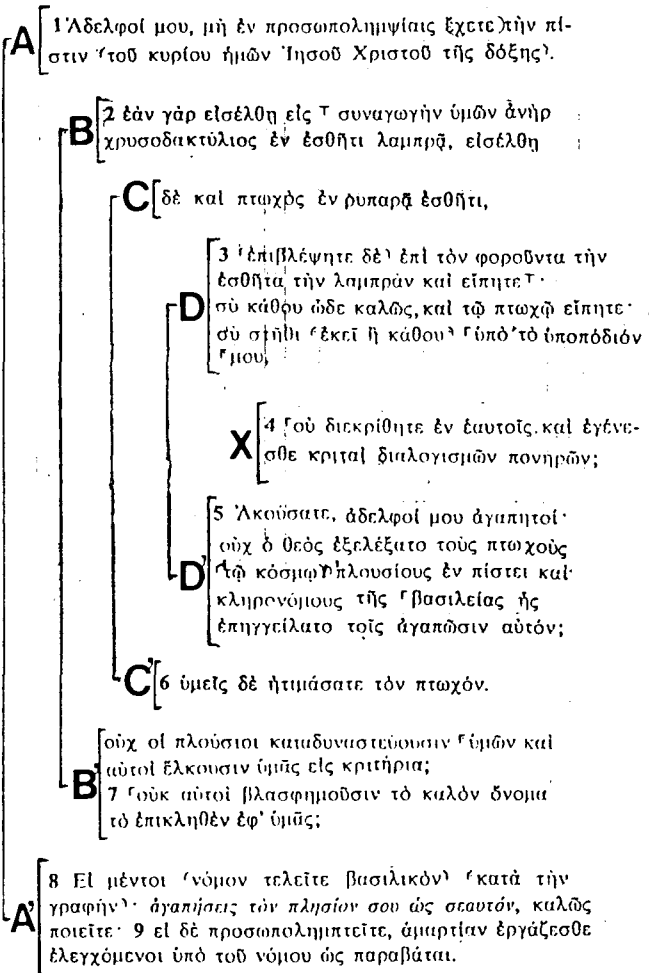 A
1 Ἀδελφοί μου, μὴ ἐν προσωπολημψίαις ἔχετε τὴν πί-
στιν ⸂τοῦ κυρίου ἡμῶν Ἰησοῦ Χριστοῦ τῆς δόξης⸃.
B
2 ἐὰν γὰρ εἰσέλθῃ εἰς ⸆ συναγωγὴν ὑμῶν ἀνὴρ
χρυσοδακτύλιος ἐν ἐσθῆτι λαμπρᾷ, εἰσέλθῃ
C
δὲ καὶ πτωχὸς ἐν ῥυπαρᾷ ἐσθῆτι,
D
3 ⸂ἐπιβλέψητε δὲ⸃ ἐπὶ τὸν φοροῦντα τὴν
ἐσθῆτα τὴν λαμπρὰν καὶ εἴπητε⸆·
σὺ κάθου ὧδε καλῶς, καὶ τῷ πτωχῷ εἴπητε·
σὺ στῆθι ⸂ἐκεῖ ἢ κάθου⸃ ⸀ὑπὸ τὸ ὑποπόδιόν
⸀μου,
X
4 ⸀οὐ διεκρίθητε ἐν ἑαυτοῖς καὶ ἐγένε-
σθε κριταὶ διαλογισμῶν πονηρῶν;
D'
5 Ἀκούσατε, ἀδελφοί μου ἀγαπητοί·
οὐχ ὁ θεὸς ἐξελέξατο τοὺς πτωχοὺς
⸂τῷ κόσμῳ⸃ πλουσίους ἐν πίστει καὶ
κληρονόμους τῆς ⸀βασιλείας ἧς
ἐπηγγείλατο τοῖς ἀγαπῶσιν αὐτόν;
C'
6 ὑμεῖς δὲ ἠτιμάσατε τὸν πτωχόν.
B'
οὐχ οἱ πλούσιοι καταδυναστεύουσιν ⸀ὑμῶν καὶ
αὐτοὶ ἕλκουσιν ὑμᾶς εἰς κριτήρια;
7 ⸀οὐκ αὐτοὶ βλασφημοῦσιν τὸ καλὸν ὄνομα
τὸ ἐπικληθὲν ἐφ' ὑμᾶς;
A'
8 Εἰ μέντοι ⸂νόμον τελεῖτε βασιλικὸν⸃ ⸂κατὰ τὴν
γραφήν⸃· ἀγαπήσεις τὸν πλησίον σου ὡς σεαυτόν, καλῶς
ποιεῖτε· 9 εἰ δὲ προσωπολημπτεῖτε, ἁμαρτίαν ἐργάζεσθε
ἐλεγχόμενοι ὑπὸ τοῦ νόμου ὡς παραβάται.